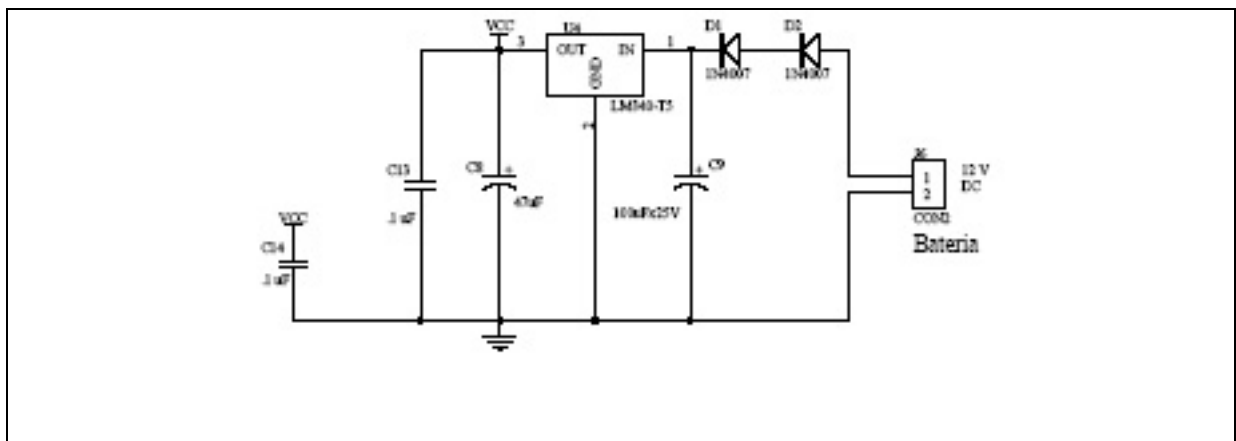 VCC
3
U4
OUT IN
GND
1
2
LM340-T5
D1
1N4007
D2
1N4007
C13
.1 uF
C8
+
47uF
C9
+
100uFx25V
VCC
C14
.1 uF
J6
1
2
12 V
DC
CON2
Bateria